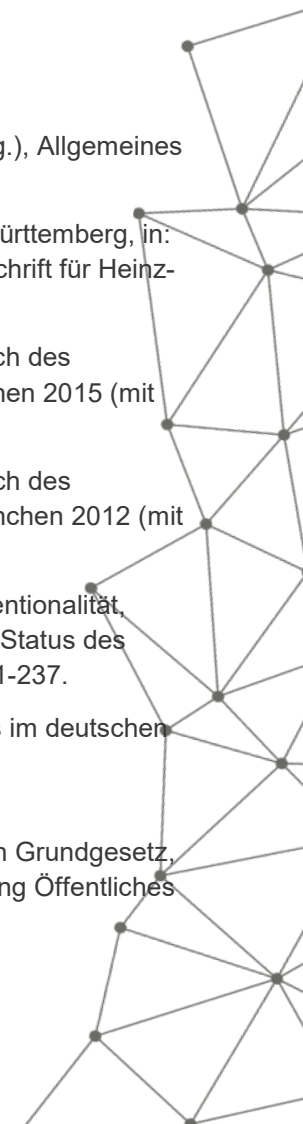 g.), Allgemeines
ürttemberg, in:
chrift für Heinz-
ch des
hen 2015 (mit
ch des
nchen 2012 (mit
entionalität,
Status des
1-237.
s im deutschen
n Grundgesetz,
ng Öffentliches